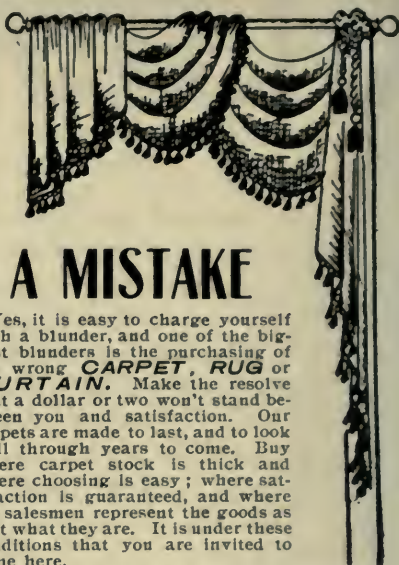 A MISTAKE
Yes, it is easy to charge yourself
h a blunder, and one of the big-
st blunders is the purchasing of
wrong CARPET, RUG or
URTAIN. Make the resolve
at a dollar or two won't stand be-
een you and satisfaction. Our
pets are made to last, and to look
ll through years to come. Buy
ere carpet stock is thick and
ere choosing is easy ; where sat-
action is guaranteed, and where
salesmen represent the goods as
t what they are. It is under these
ditions that you are invited to
me here.